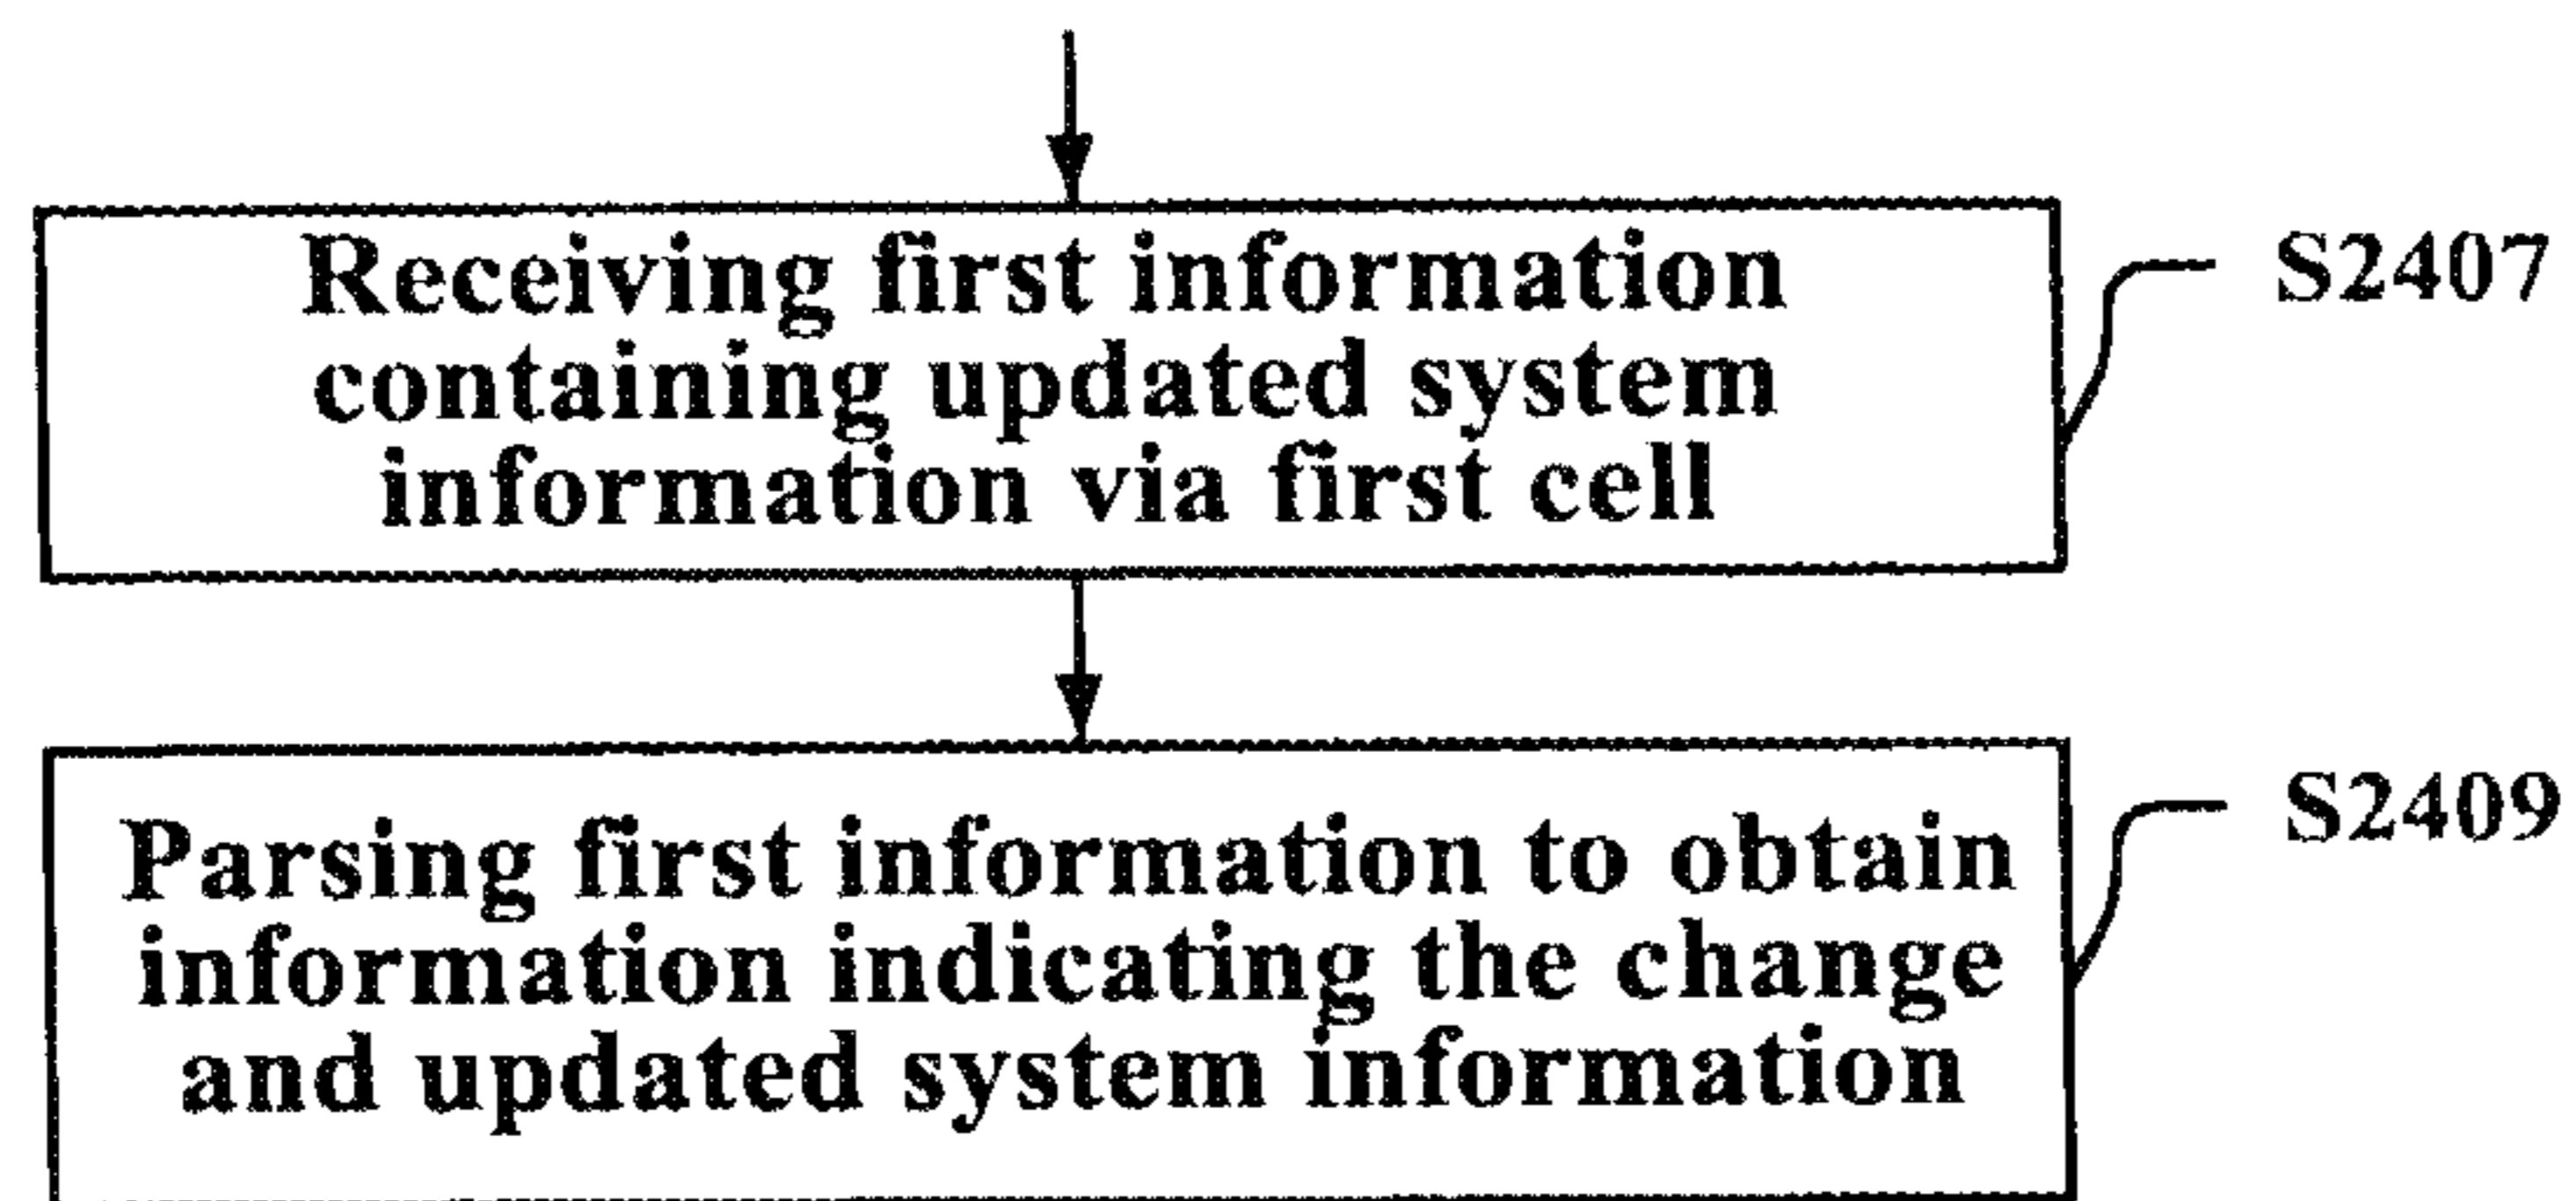 Receiving first information
containing updated system
information via first cell
S2407
Parsing first information to obtain
information indicating the change
and updated system information
S2409